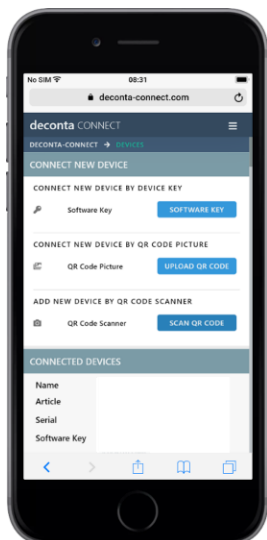 No SIM 08:31
deconta-connect.com
deconta CONNECT
DECONTA-CONNECT → DEVICES
CONNECT NEW DEVICE
CONNECT NEW DEVICE BY DEVICE KEY
Software Key SOFTWARE KEY
CONNECT NEW DEVICE BY QR CODE PICTURE
QR Code Picture UPLOAD QR CODE
ADD NEW DEVICE BY QR CODE SCANNER
QR Code Scanner SCAN QR CODE
CONNECTED DEVICES
Name
Article
Serial
Software Key